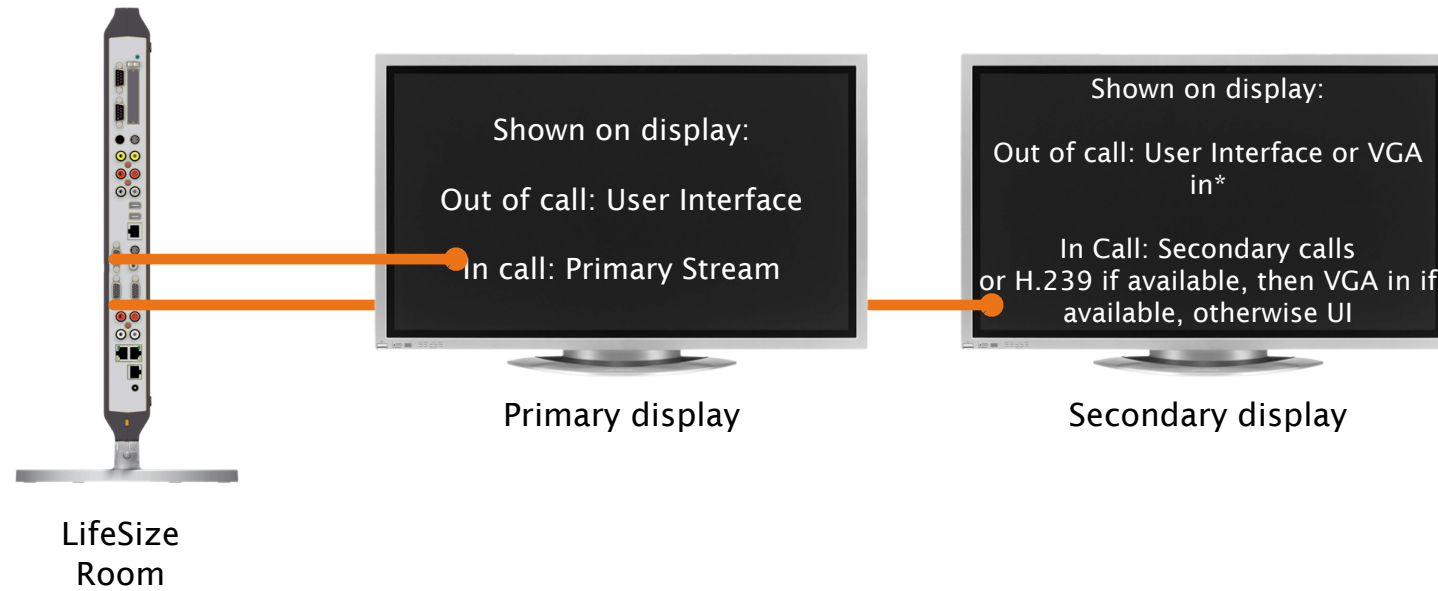 Shown on display:
Out of call: User Interface
In call: Primary Stream
Primary display
Shown on display:
Out of call: User Interface or VGA
in*
In Call: Secondary calls
or H.239 if available, then VGA in if
available, otherwise UI
Secondary display
LifeSize
Room